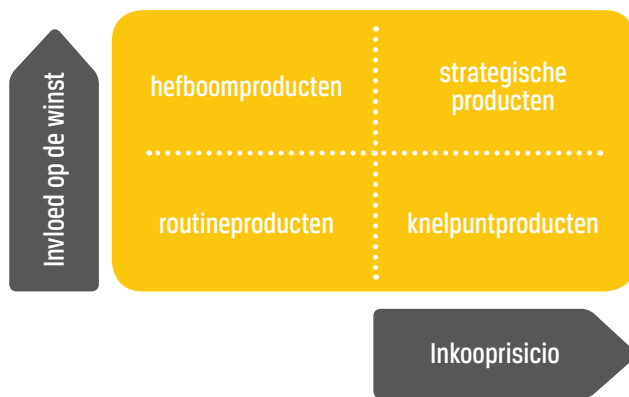 Invloed op de winst
hefboomproducten
strategische
producten
routineproducten
knelpuntproducten
Inkooprisicio